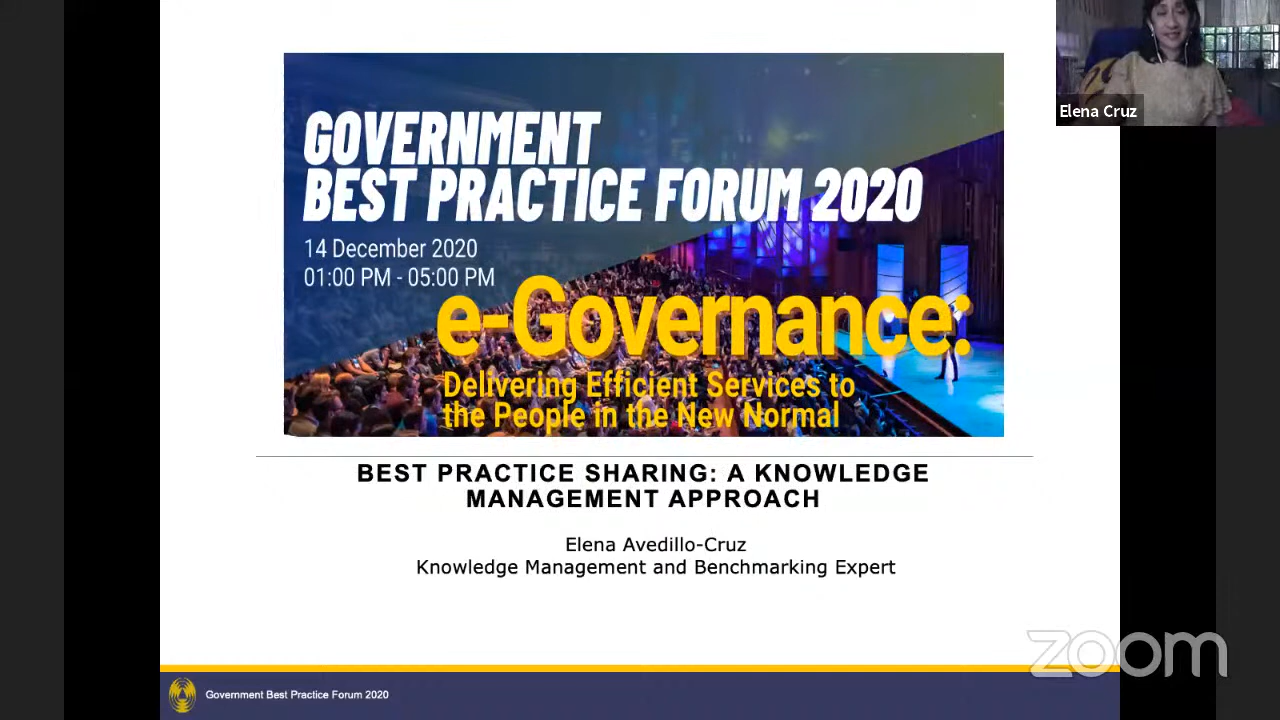 Elena Cruz
GOVERNMENT
BEST PRACTICE FORUM 2020
14 December 2020
01:00 PM - 05:00 PM
e-Governance:
Delivering Efficient Services to
the People in the New Normal
BEST PRACTICE SHARING: A KNOWLEDGE
MANAGEMENT APPROACH
Elena Avedillo-Cruz
Knowledge Management and Benchmarking Expert
zoom
Government Best Practice Forum 2020